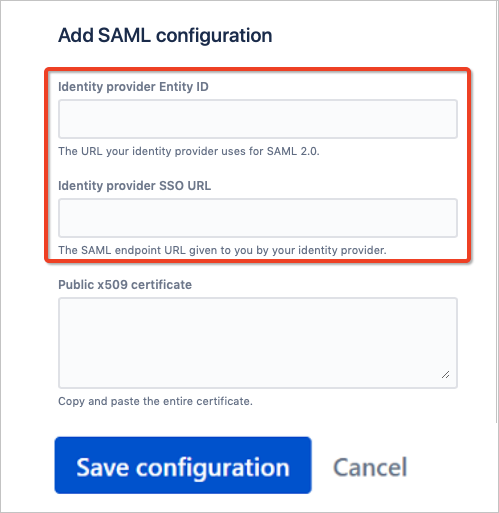 Add SAML configuration
Identity provider Entity ID
The URL your identity provider uses for SAML 2.0.
Identity provider SSO URL
The SAML endpoint URL given to you by your identity provider.
Public x509 certificate
Copy and paste the entire certificate.
Save configuration Cancel